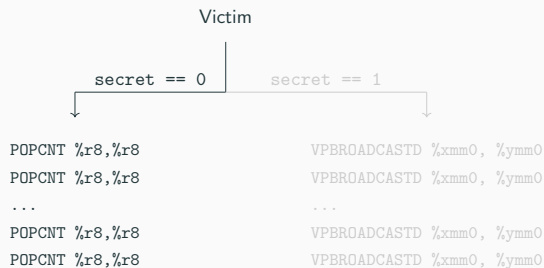 Victim
secret == 0 secret == 1
POPCNT %r8,%r8 VPBROADCASTD %xmm0, %ymm0
POPCNT %r8,%r8 VPBROADCASTD %xmm0, %ymm0
... ...
POPCNT %r8,%r8 VPBROADCASTD %xmm0, %ymm0
POPCNT %r8,%r8 VPBROADCASTD %xmm0, %ymm0